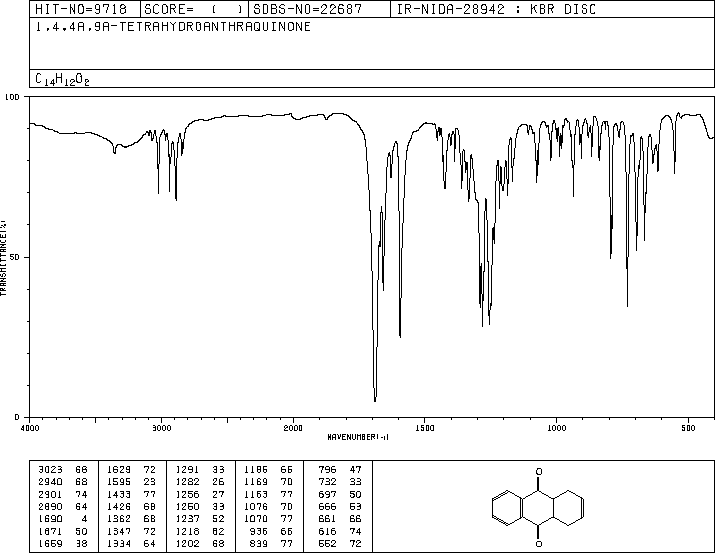 HIT-NO=9718 SCORE= ( ) SDBS-NO=22687 IR-NIDA-28942 : KBR DISC
1,4,4A,9A-TETRAHYDROANTHRAQUINONE
C14H12O2
100
50
0
TRANSMITTANCE(%)
4000 3000 2000 1500 1000 500
WAVENUMBER(-1)
3023 66 1629 72 1291 33 1186 66 796 47
2940 68 1595 23 1282 26 1169 70 732 33
2901 74 1433 77 1256 27 1153 77 697 50
2890 64 1426 68 1250 33 1076 70 666 53
1690 4 1362 68 1237 52 1070 77 661 66
1671 50 1347 72 1218 82 936 66 616 74
1659 38 1334 64 1202 68 839 77 552 72
O
O